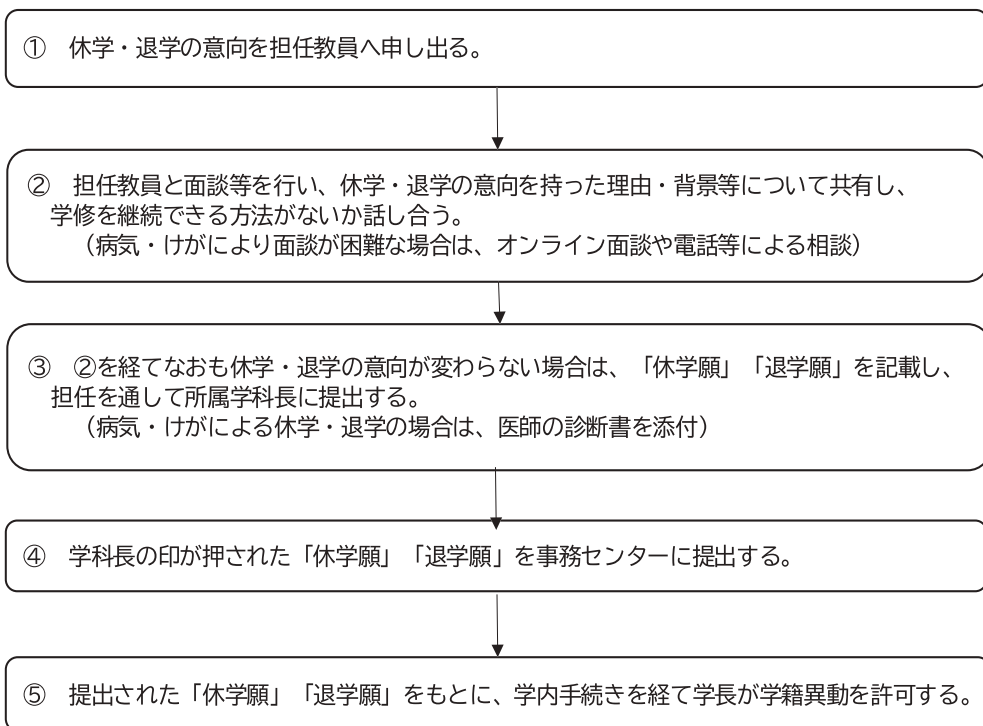 ① 休学・退学の意向を担任教員へ申し出る。
② 担任教員と面談等を行い、休学・退学の意向を持った理由・背景等について共有し、
学修を継続できる方法がないか話し合う。
（病気・けがにより面談が困難な場合は、オンライン面談や電話等による相談）
③ ②を経てなおも休学・退学の意向が変わらない場合は、「休学願」「退学願」を記載し、
担任を通して所属学科長に提出する。
（病気・けがによる休学・退学の場合は、医師の診断書を添付）
④ 学科長の印が押された「休学願」「退学願」を事務センターに提出する。
⑤ 提出された「休学願」「退学願」をもとに、学内手続きを経て学長が学籍異動を許可する。